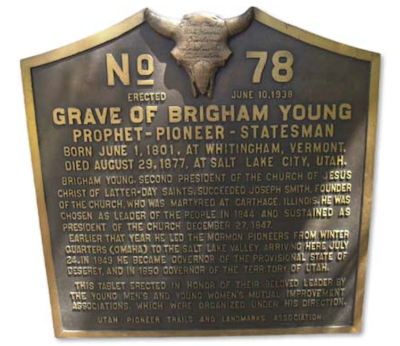 No 78
ERECTED JUNE 10, 1938
GRAVE OF BRIGHAM YOUNG
PROPHET-PIONEER-STATESMAN
BORN JUNE 1, 1801, AT WHITINGHAM, VERMONT.
DIED AUGUST 29, 1877, AT SALT LAKE CITY, UTAH.
BRIGHAM YOUNG, SECOND PRESIDENT OF THE CHURCH OF JESUS
CHRIST OF LATTER-DAY SAINTS, SUCCEEDED JOSEPH SMITH, FOUNDER
OF THE CHURCH, WHO WAS MARTYRED AT CARTHAGE, ILLINOIS. HE WAS
CHOSEN AS LEADER OF THE PEOPLE IN 1844 AND SUSTAINED AS
PRESIDENT OF THE CHURCH DECEMBER 27, 1847.
EARLIER THAT YEAR HE LED THE MORMON PIONEERS FROM WINTER
QUARTERS (OMAHA) TO THE SALT LAKE VALLEY ARRIVING HERE JULY
24. IN 1849 HE BECAME GOVERNOR OF THE PROVISIONAL STATE OF
DESERET, AND IN 1850 GOVERNOR OF THE TERRITORY OF UTAH.
THIS TABLET ERECTED IN HONOR OF THEIR BELOVED LEADER BY
THE YOUNG MEN'S AND YOUNG WOMEN'S MUTUAL IMPROVEMENT
ASSOCIATIONS, WHICH WERE ORGANIZED UNDER HIS DIRECTION.
UTAH PIONEER TRAILS AND LANDMARKS ASSOCIATION